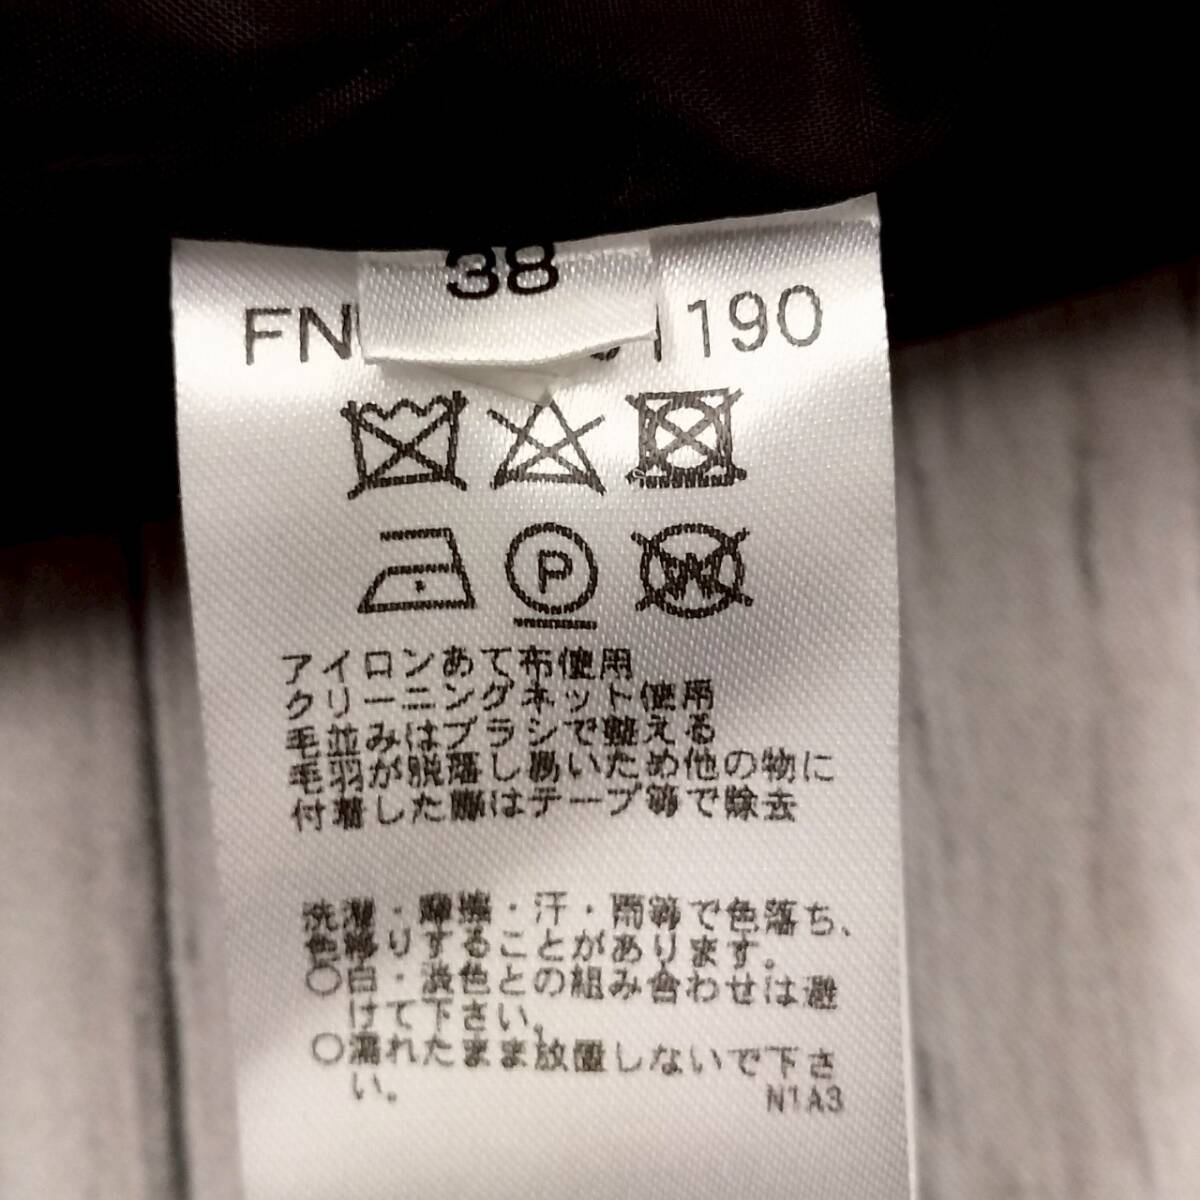 38
FN 1190
P
W
アイロンあて布使用
クリーニングネット使用
毛並みはブラシで整える
毛羽が脱落し易いため他の物に
付着した際はテープ等で除去
洗濯・摩擦・汗・雨等で色落ち、
色移りすることがあります。
○白・淡色との組み合わせは避
けて下さい。
○濡れたまま放置しないで下さ
い。
N1A3